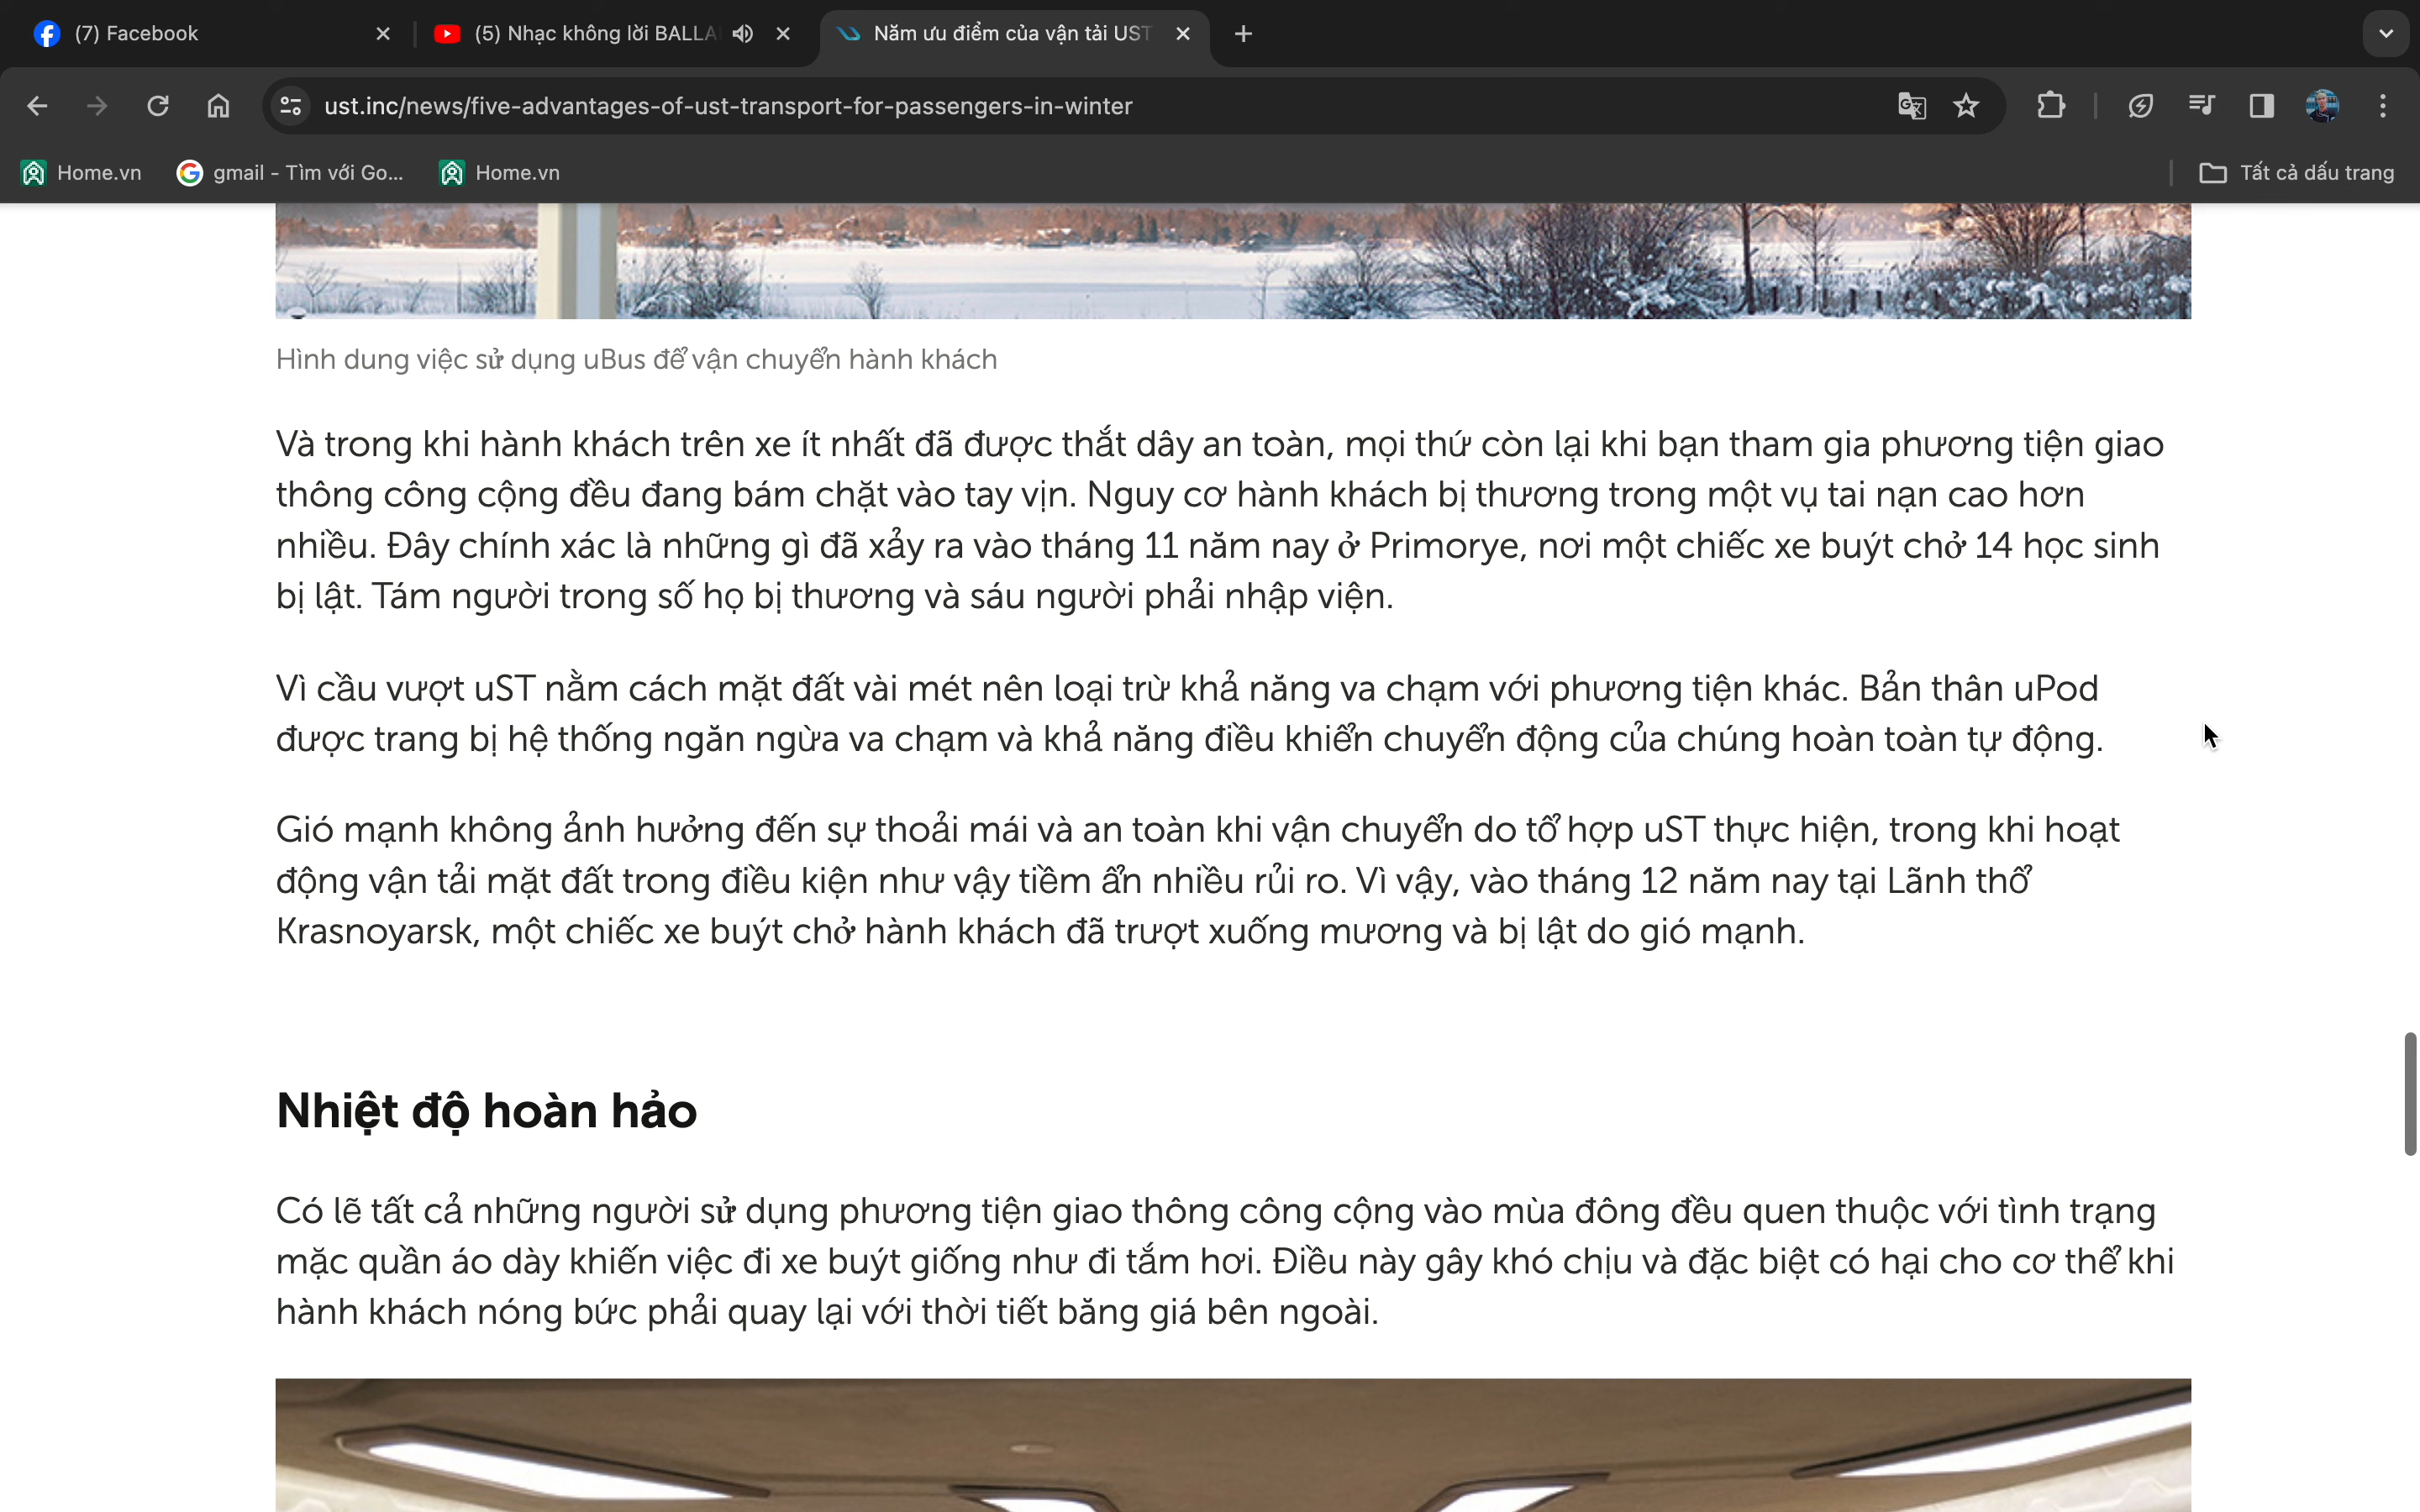 (7) Facebook
(5) Nhạc không lời BALLA
Năm ưu điểm của vận tải UST
ust.inc/news/five-advantages-of-ust-transport-for-passengers-in-winter
Home.vn
gmail - Tìm với Go...
Home.vn
Tất cả dấu trang
Hình dung việc sử dụng uBus để vận chuyển hành khách
Và trong khi hành khách trên xe ít nhất đã được thắt dây an toàn, mọi thứ còn lại khi bạn tham gia phương tiện giao
thông công cộng đều đang bám chặt vào tay vịn. Nguy cơ hành khách bị thương trong một vụ tai nạn cao hơn
nhiều. Đây chính xác là những gì đã xảy ra vào tháng 11 năm nay ở Primorye, nơi một chiếc xe buýt chở 14 học sinh
bị lật. Tám người trong số họ bị thương và sáu người phải nhập viện.
Vì cầu vượt uST nằm cách mặt đất vài mét nên loại trừ khả năng va chạm với phương tiện khác. Bản thân uPod
được trang bị hệ thống ngăn ngừa va chạm và khả năng điều khiển chuyển động của chúng hoàn toàn tự động.
Gió mạnh không ảnh hưởng đến sự thoải mái và an toàn khi vận chuyển do tổ hợp uST thực hiện, trong khi hoạt
động vận tải mặt đất trong điều kiện như vậy tiềm ẩn nhiều rủi ro. Vì vậy, vào tháng 12 năm nay tại Lãnh thổ
Krasnoyarsk, một chiếc xe buýt chở hành khách đã trượt xuống mương và bị lật do gió mạnh.
Nhiệt độ hoàn hảo
Có lẽ tất cả những người sử dụng phương tiện giao thông công cộng vào mùa đông đều quen thuộc với tình trạng
mặc quần áo dày khiến việc đi xe buýt giống như đi tắm hơi. Điều này gây khó chịu và đặc biệt có hại cho cơ thể khi
hành khách nóng bức phải quay lại với thời tiết băng giá bên ngoài.